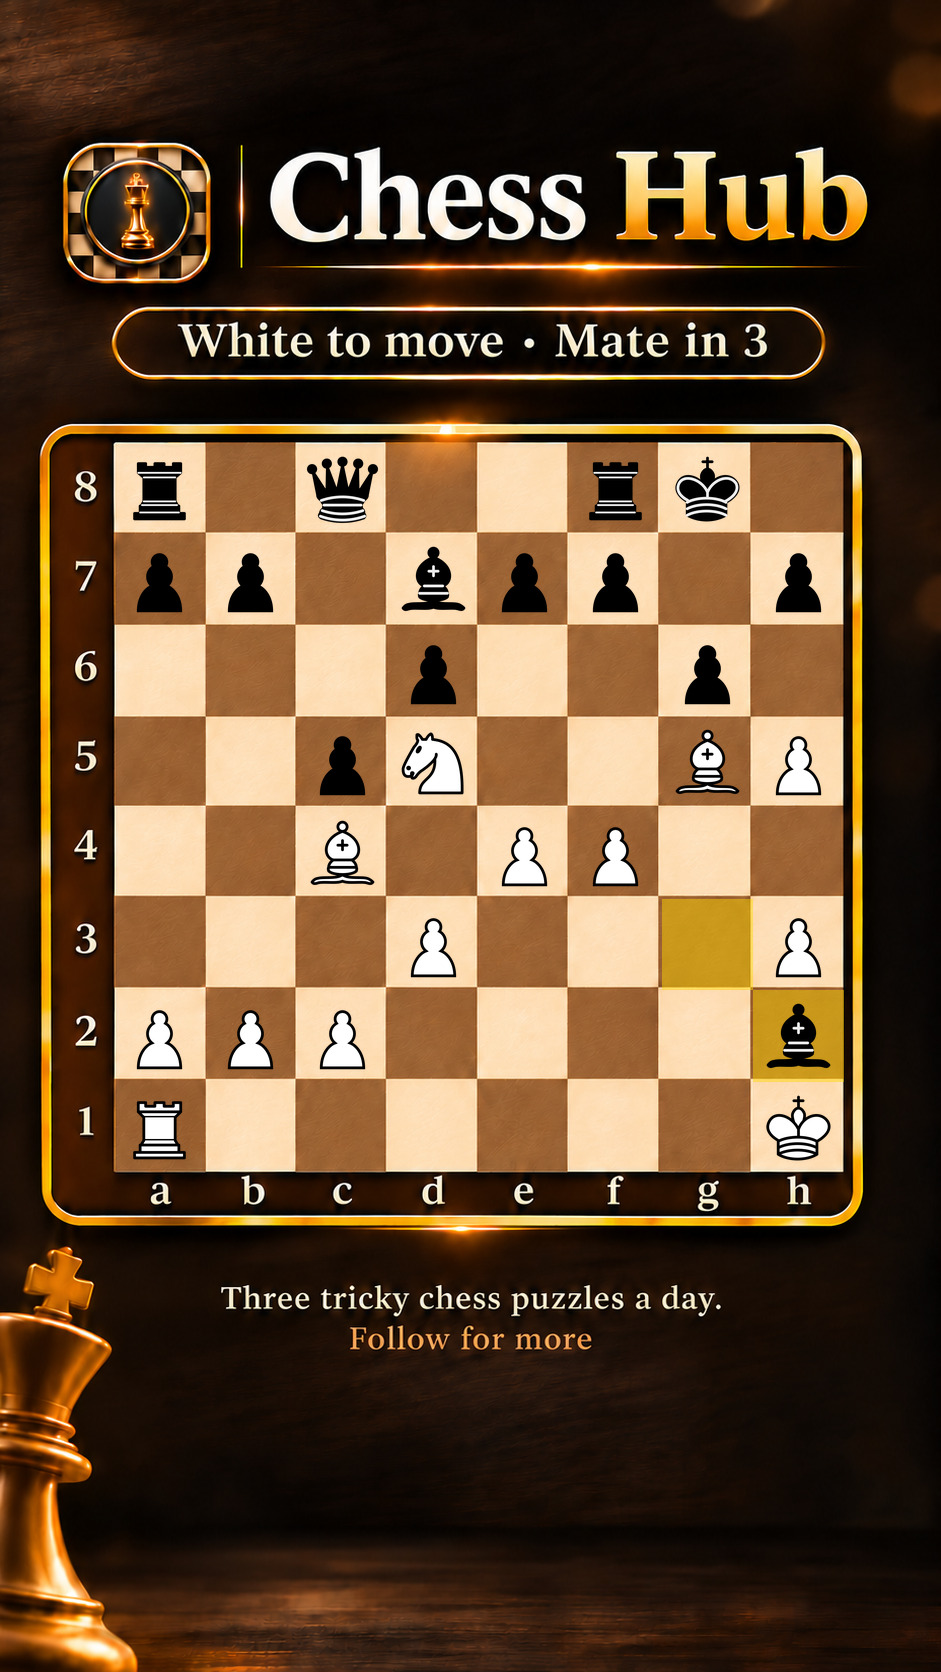 Chess Hub
White to move • Mate in 3
8
7
6
5
4
3
2
1
a b c d e f g h
Three tricky chess puzzles a day.
Follow for more